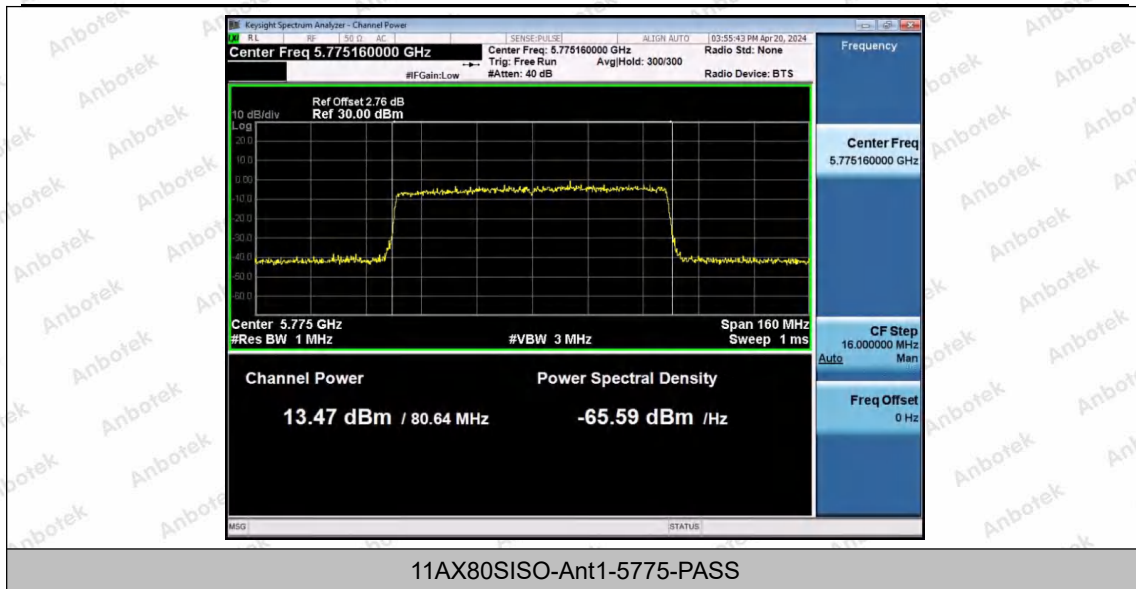 Keysight Spectrum Analyzer - Channel Power
RL RF 50 Ω AC SENSE:PULSE ALIGN AUTO 03:55:43 PM Apr 20, 2024
Center Freq 5.775160000 GHz
Center Freq: 5.775160000 GHz
Radio Std: None
Trig: Free Run Avg|Hold: 300/300
#IFGain:Low #Atten: 40 dB
Radio Device: BTS
Frequency
Ref Offset 2.76 dB
10 dB/div Ref 30.00 dBm
Log
20.0
10.0
0.00
-10.0
-20.0
-30.0
-40.0
-50.0
-60.0
Center 5.775 GHz Span 160 MHz
#Res BW 1 MHz #VBW 3 MHz Sweep 1 ms
Center Freq
5.775160000 GHz
CF Step
16.000000 MHz
Auto Man
Freq Offset
0 Hz
Channel Power Power Spectral Density
13.47 dBm / 80.64 MHz -65.59 dBm /Hz
MSG STATUS
11AX80SISO-Ant1-5775-PASS
Anbotek